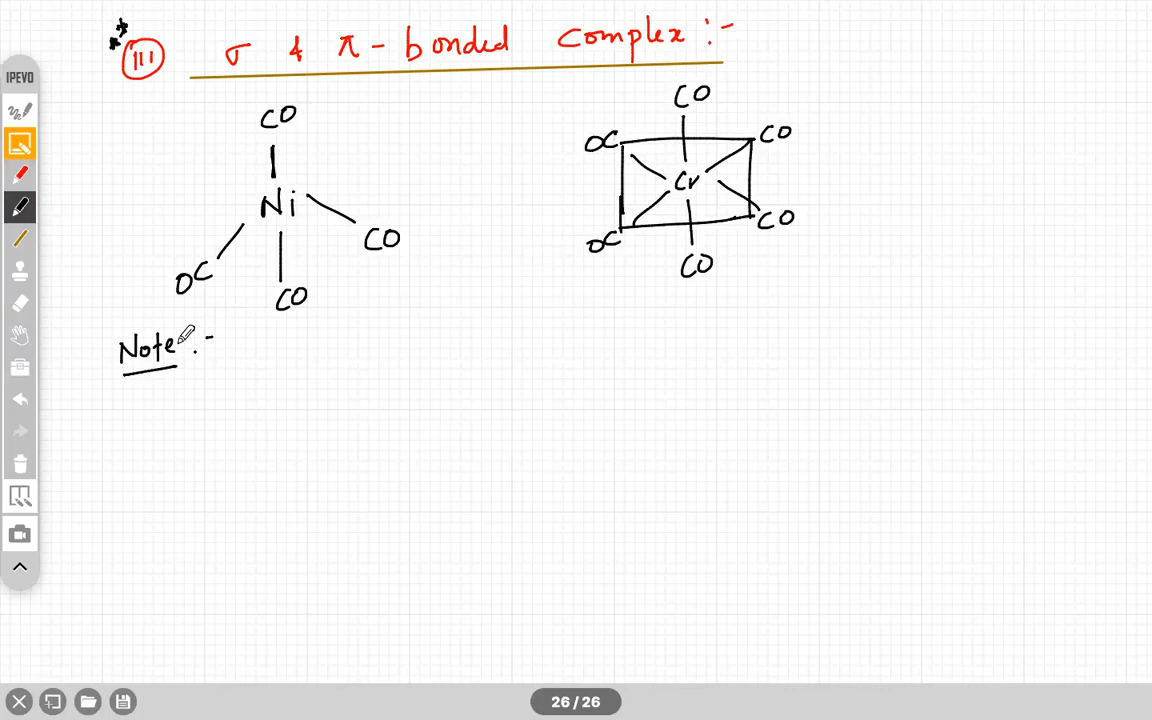 III σ & π - bonded complex :-
IPEVO
CO
Ni
CO
OC
CO
CO
OC
CO
Cr
CO
OC
CO
Note :-
26 / 26